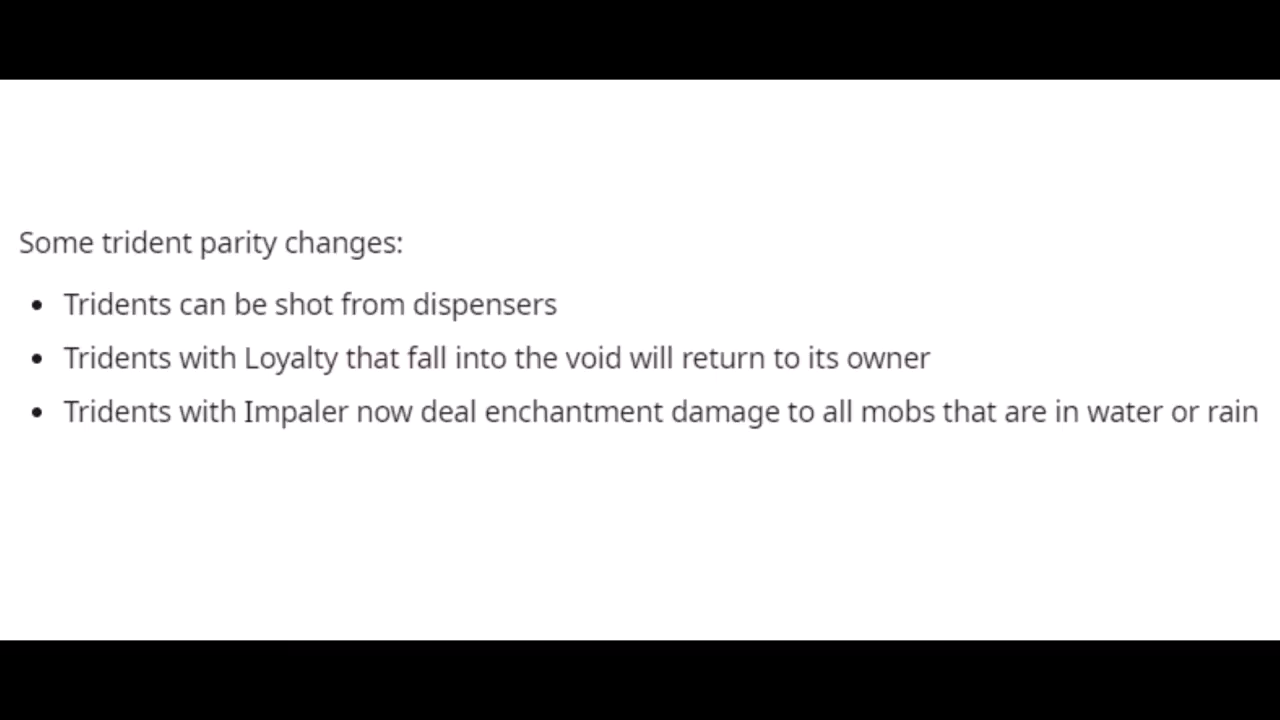 Some trident parity changes:
• Tridents can be shot from dispensers
• Tridents with Loyalty that fall into the void will return to its owner
• Tridents with Impaler now deal enchantment damage to all mobs that are in water or rain